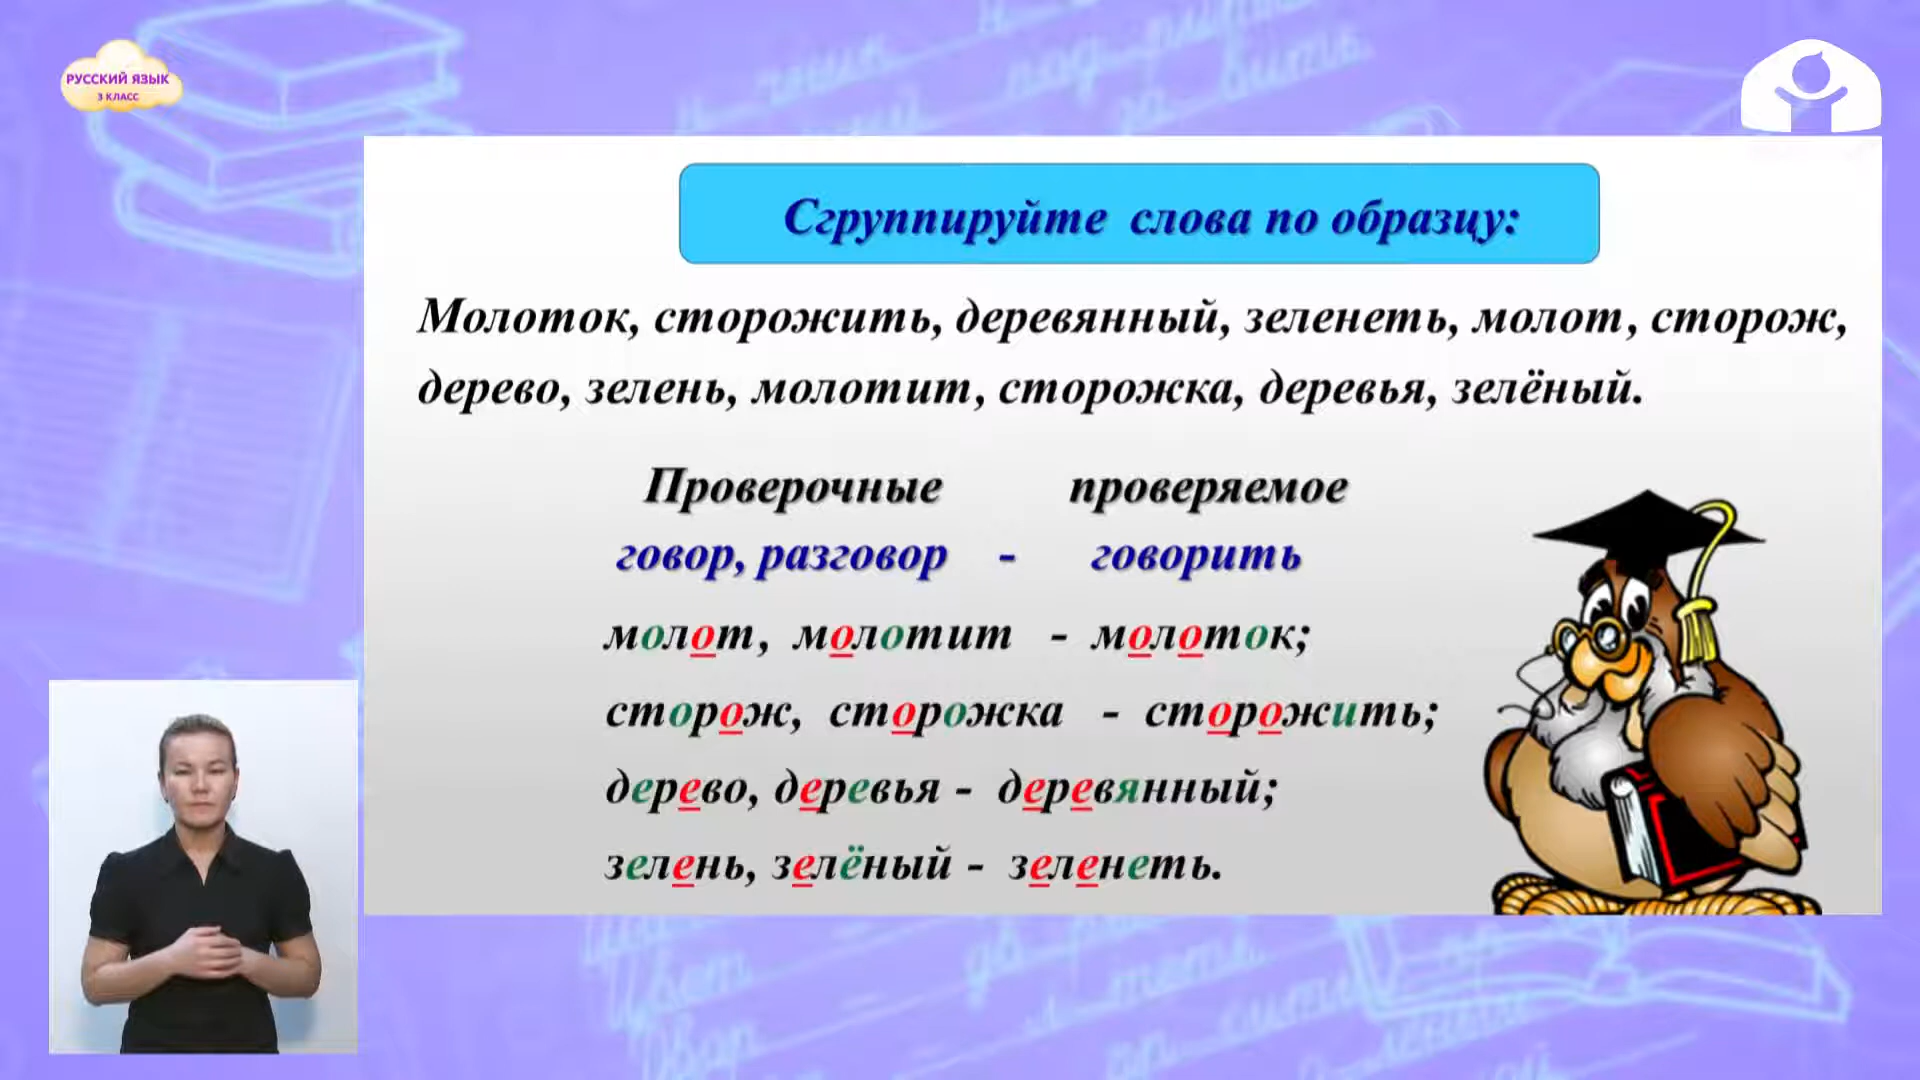 РУССКИЙ ЯЗЫК
3 КЛАСС
Сгруппируйте слова по образцу:
Молоток, сторожить, деревянный, зеленеть, молот, сторож,
дерево, зелень, молотит, сторожка, деревья, зелёный.
Проверочные проверяемое
говор, разговор - говорить
молот, молотит - молоток;
сторож, сторожка - сторожить;
дерево, деревья - деревянный;
зелень, зелёный - зеленеть.